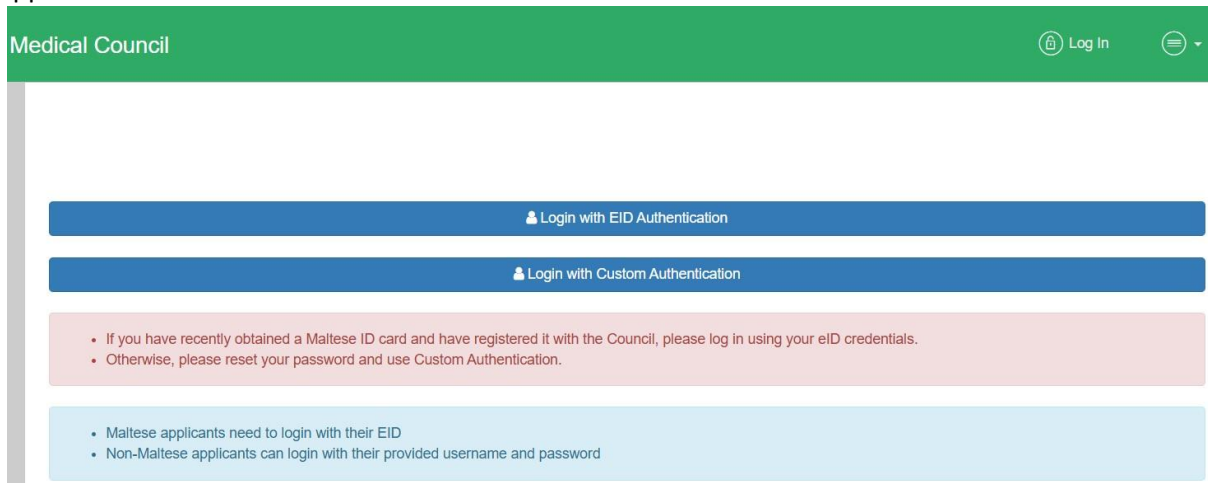 Medical Council
Log In
Login with EID Authentication
Login with Custom Authentication
• If you have recently obtained a Maltese ID card and have registered it with the Council, please log in using your eID credentials.
• Otherwise, please reset your password and use Custom Authentication.
• Maltese applicants need to login with their EID
• Non-Maltese applicants can login with their provided username and password